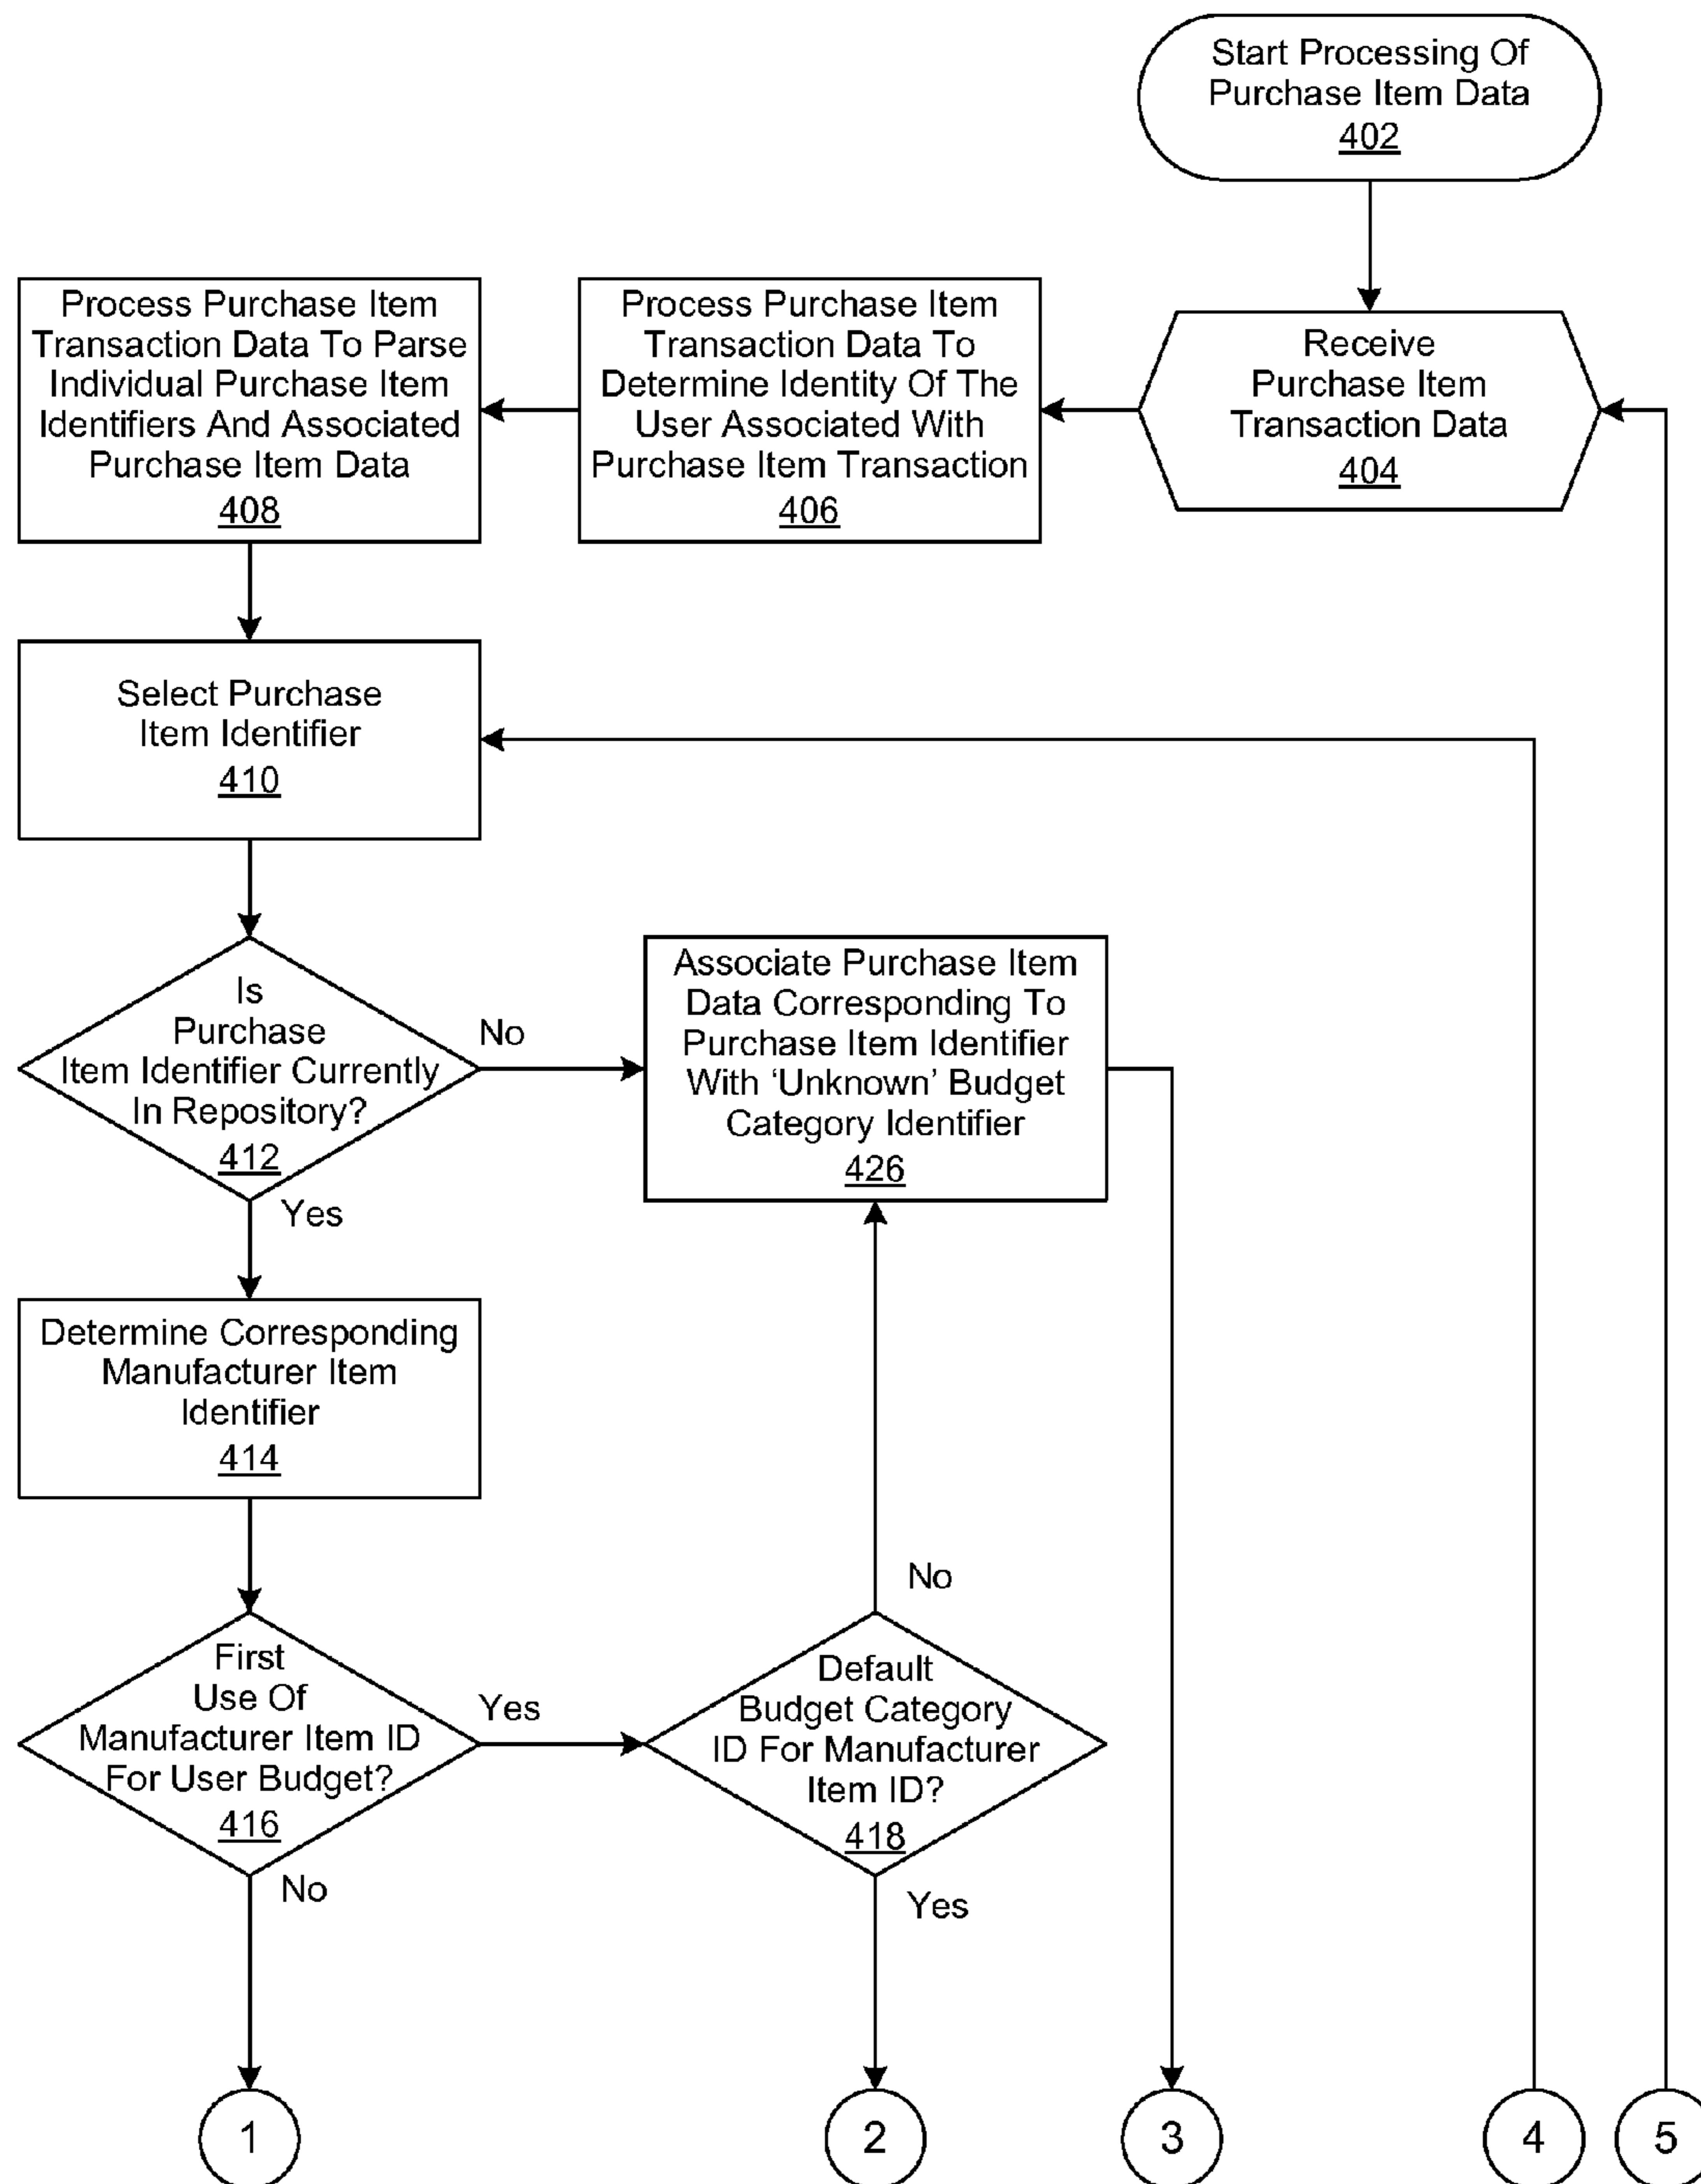 Start Processing Of
Purchase Item Data
402
Receive
Purchase Item
Transaction Data
404
Process Purchase Item
Transaction Data To
Determine Identity Of The
User Associated With
Purchase Item Transaction
406
Process Purchase Item
Transaction Data To Parse
Individual Purchase Item
Identifiers And Associated
Purchase Item Data
408
Select Purchase
Item Identifier
410
Is
Purchase
Item Identifier Currently
In Repository?
412
No
Yes
Associate Purchase Item
Data Corresponding To
Purchase Item Identifier
With ‘Unknown’ Budget
Category Identifier
426
Determine Corresponding
Manufacturer Item
Identifier
414
First
Use Of
Manufacturer Item ID
For User Budget?
416
Yes
No
Default
Budget Category
ID For Manufacturer
Item ID?
418
No
Yes
1
2
3
4
5